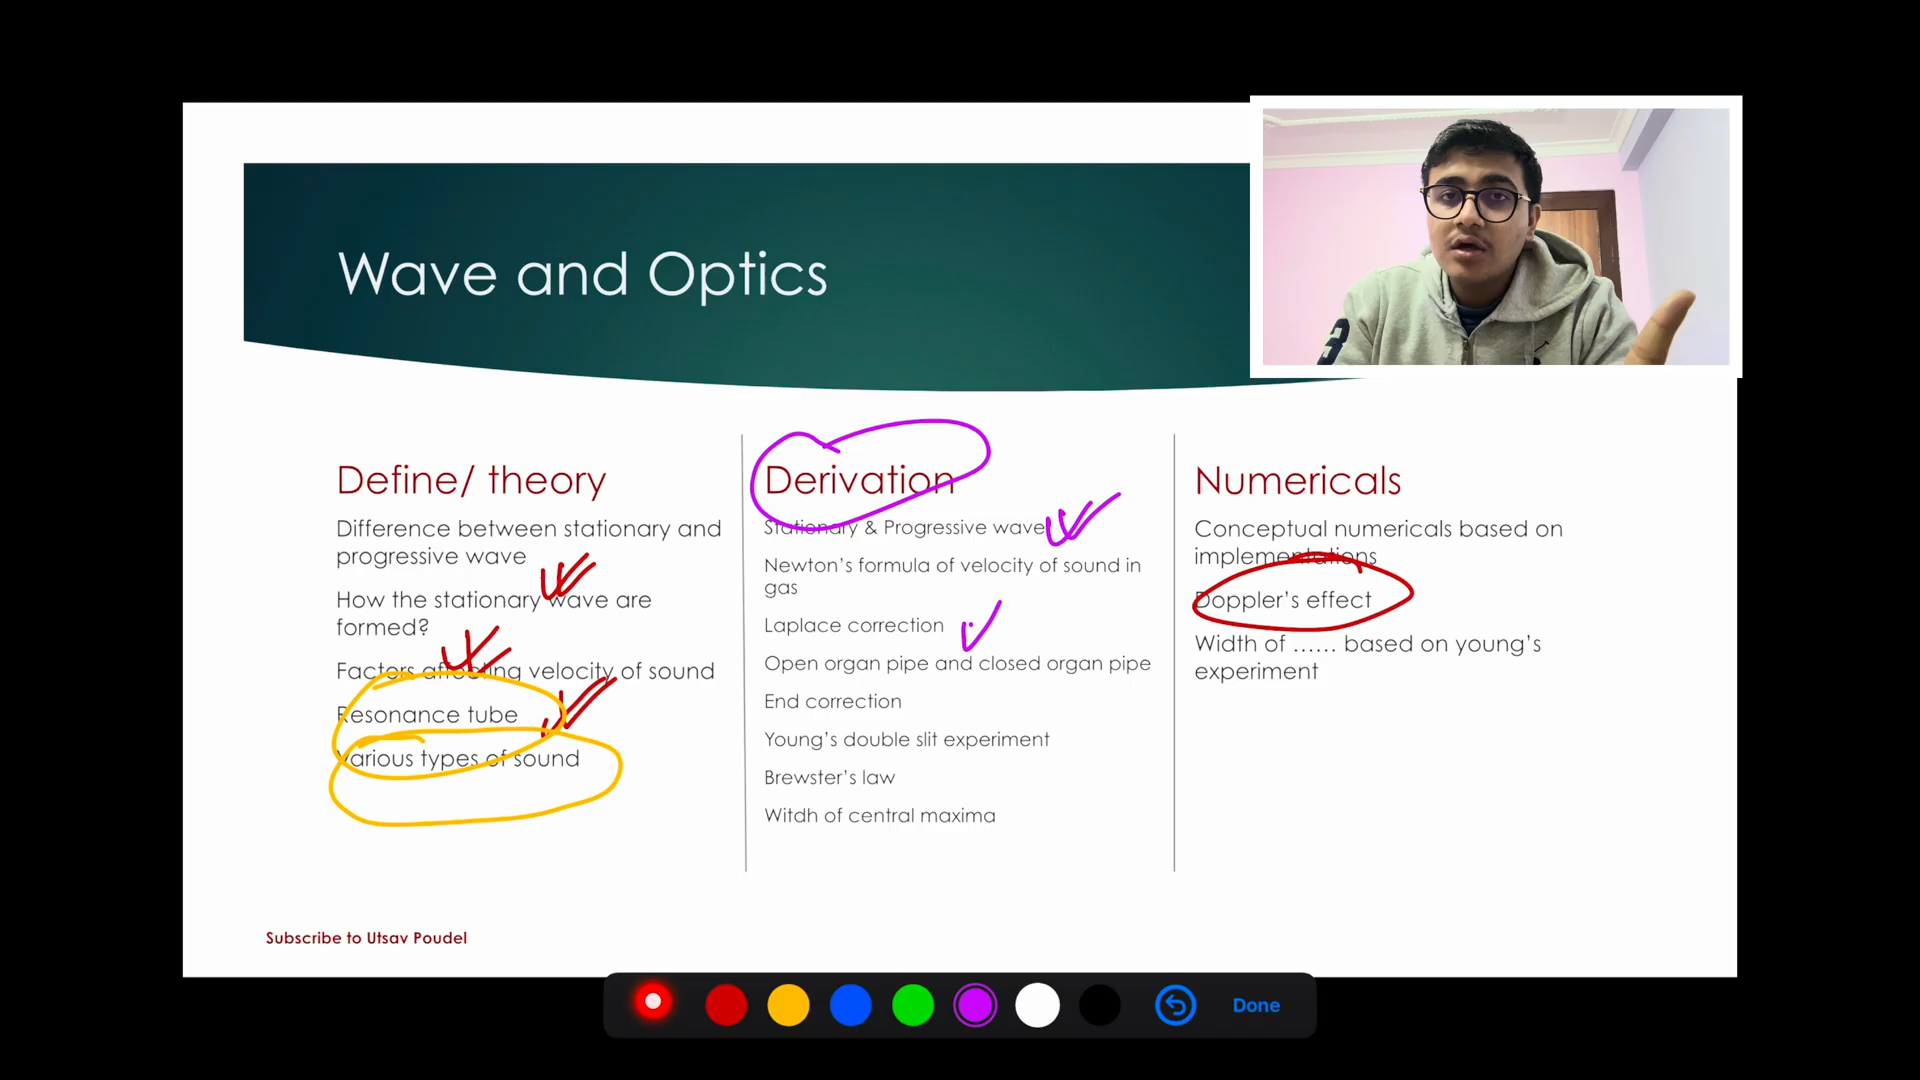 Wave and Optics
Define/ theory
Difference between stationary and
progressive wave
How the stationary wave are
formed?
Factors affecting velocity of sound
Resonance tube
Various types of sound
Derivation
Stationary & Progressive wave
Newton's formula of velocity of sound in
gas
Laplace correction
Open organ pipe and closed organ pipe
End correction
Young's double slit experiment
Brewster's law
Witdh of central maxima
Numericals
Conceptual numericals based on
implementations
Doppler's effect
Width of ...... based on young's
experiment
Subscribe to Utsav Poudel
Done